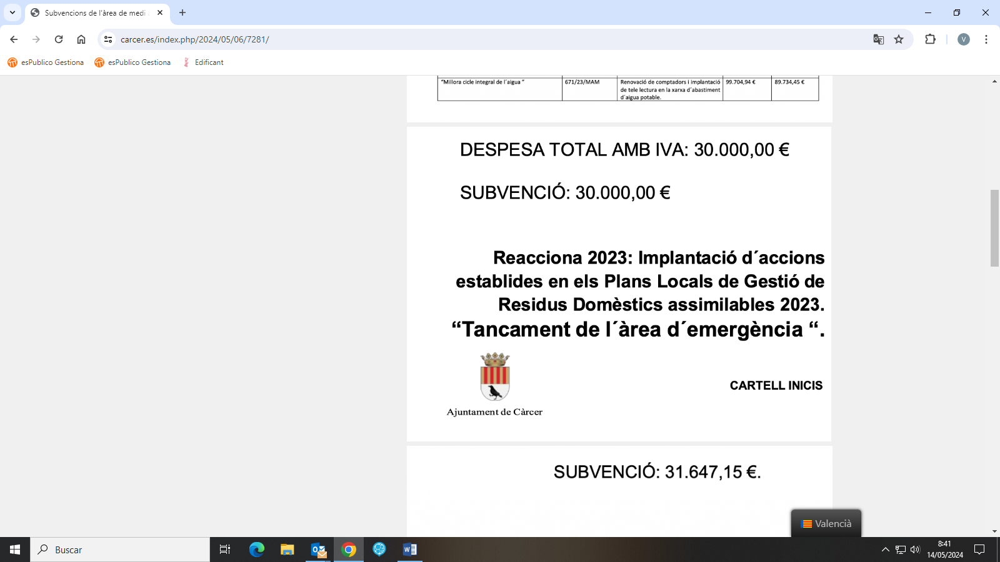 Subvencions de l'àrea de medi
carcer.es/index.php/2024/05/06/7281/
V
esPublico Gestiona
esPublico Gestiona
Edificant
"Millora cicle integral de l´aigua " 671/23/MAM Renovació de comptadors i implantació 99.704,94 € 89.734,45 €
de tele lectura en la xarxa d´abastiment
d´aigua potable.
DESPESA TOTAL AMB IVA: 30.000,00 €
SUBVENCIÓ: 30.000,00 €
Reacciona 2023: Implantació d´accions
establides en els Plans Locals de Gestió de
Residus Domèstics assimilables 2023.
“Tancament de l´àrea d´emergència “.
CARTELL INICIS
Ajuntament de Càrcer
SUBVENCIÓ: 31.647,15 €.
Valencià
Buscar
8:41
14/05/2024